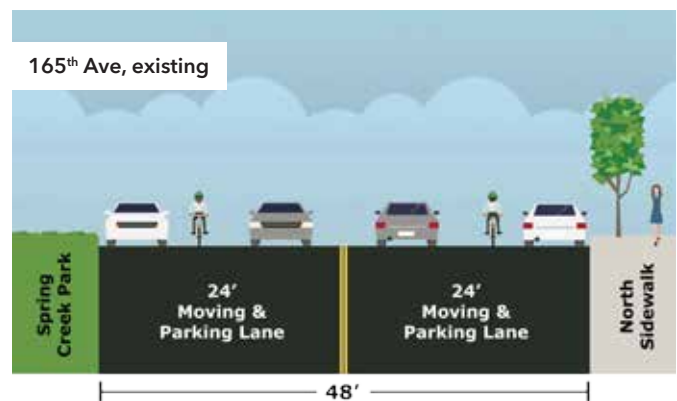 165th Ave, existing
Spring
Creek Park
24'
Moving &
Parking Lane
24'
Moving &
Parking Lane
North
Sidewalk
48'